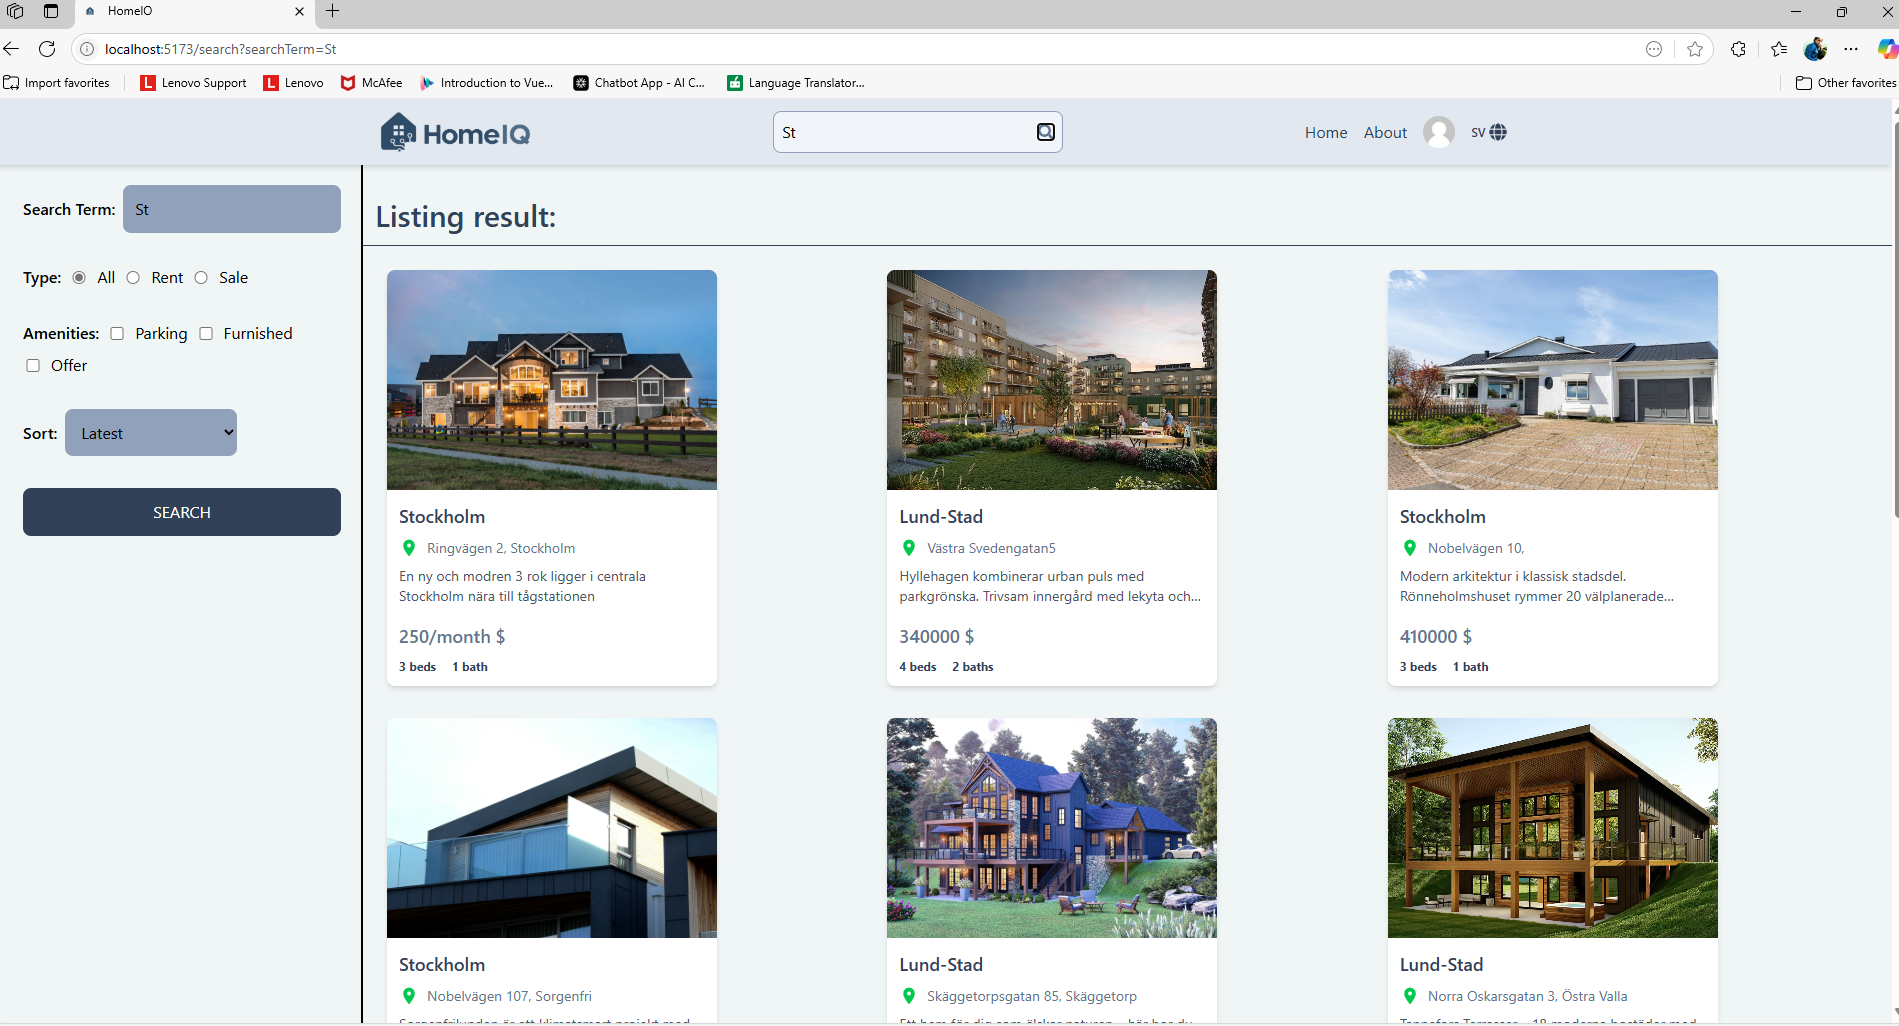 HomeIQ
localhost:5173/search?searchTerm=St
Import favorites
Lenovo Support
Lenovo
McAfee
Introduction to Vue...
Chatbot App - AI C...
Language Translator...
Other favorites
HomeIQ
St
Home
About
SV
Search Term:
St
Type:
All
Rent
Sale
Amenities:
Parking
Furnished
Offer
Sort:
Latest
SEARCH
Listing result:
Stockholm
Ringvägen 2, Stockholm
En ny och modren 3 rok ligger i centrala
Stockholm nära till tågstationen
250/month $
3 beds 1 bath
Lund-Stad
Västra Svedengatan5
Hyllehagen kombinerar urban puls med
parkgrönska. Trivsam innergård med lekyta och...
340000 $
4 beds 2 baths
Stockholm
Nobelvägen 10,
Modern arkitektur i klassisk stadsdel.
Rönneholmshuset rymmer 20 välplanerade...
410000 $
3 beds 1 bath
Stockholm
Nobelvägen 107, Sorgenfri
Lund-Stad
Skäggetorpsgatan 85, Skäggetorp
Lund-Stad
Norra Oskarsgatan 3, Östra Valla